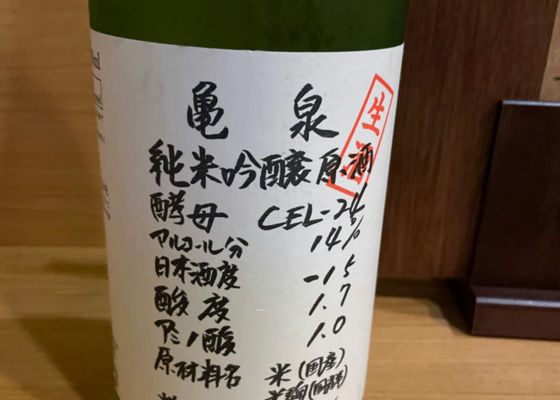 亀泉
生酒
純米吟醸原酒
酵母 CEL-24
アルコール分 14%
日本酒度 -15
酸度 1.7
アミノ酸 1.0
原材料名 米(国産)
米麹(国産米)